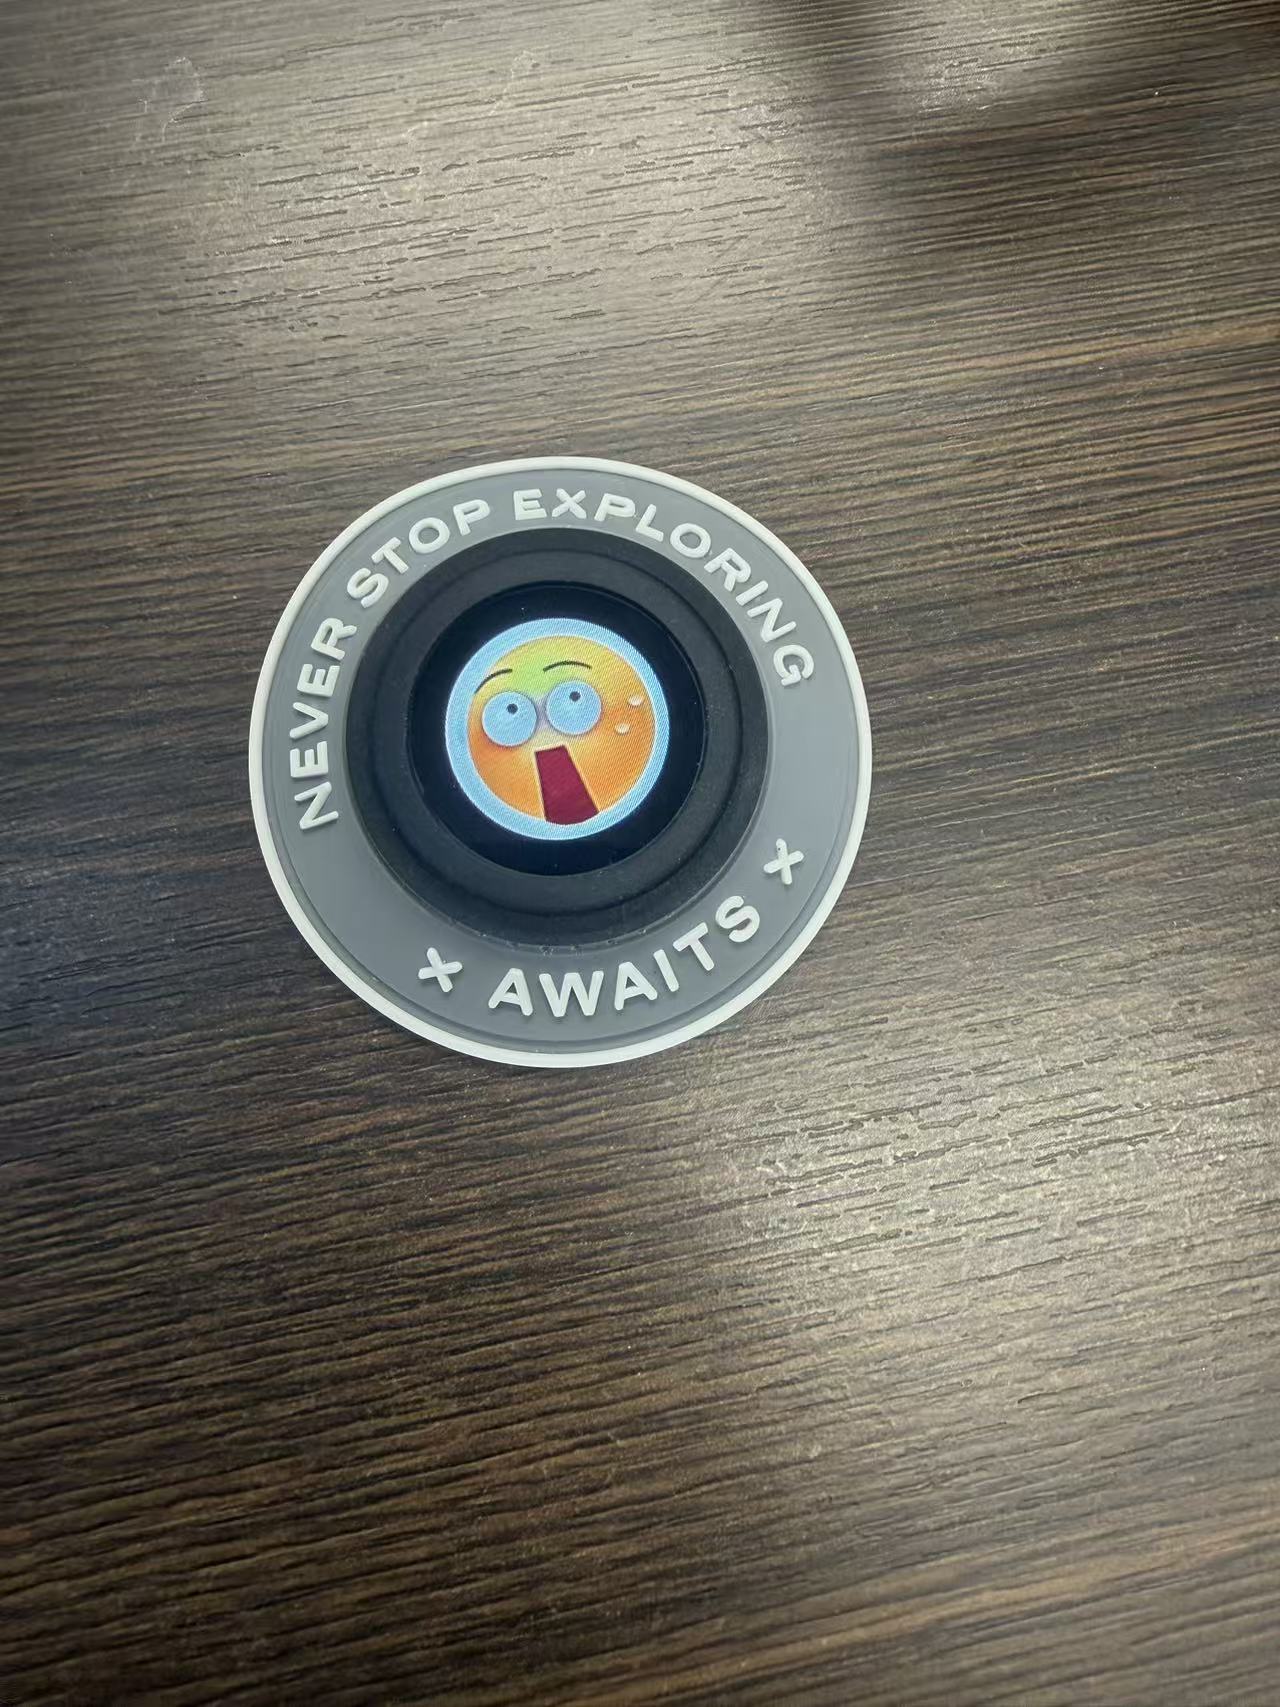 NEVER STOP EXPLORING
× AWAITS ×